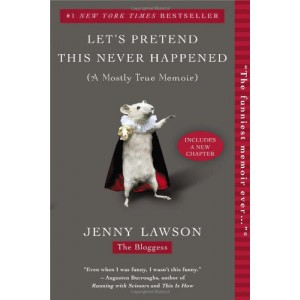 #1 NEW YORK TIMES BESTSELLER
LET'S PRETEND
THIS NEVER HAPPENED
(A Mostly True Memoir)
INCLUDES
A NEW
CHAPTER
JENNY LAWSON
The Bloggess
"Even when I was funny, I wasn't this funny."
—Augusten Burroughs, author of
Running with Scissors and This Is How
"The funniest memoir ever..."